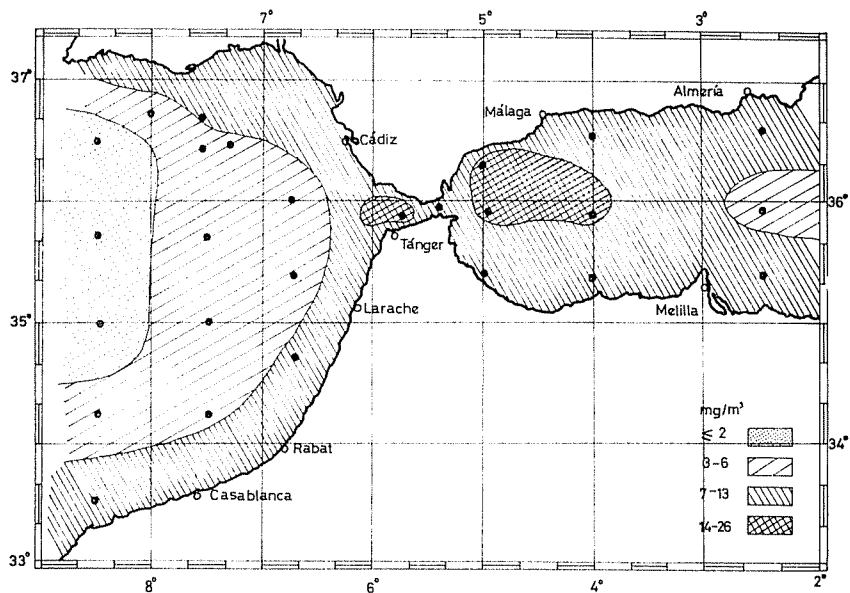 7° 5° 3°
37°
Almería
Málaga
Cádiz
36°
Tánger
Larache
Melilla
35°
mg/m³
≤ 2
3-6
34°
Rabat
7-13
Casablanca
14-26
33°
8° 6° 4° 2°